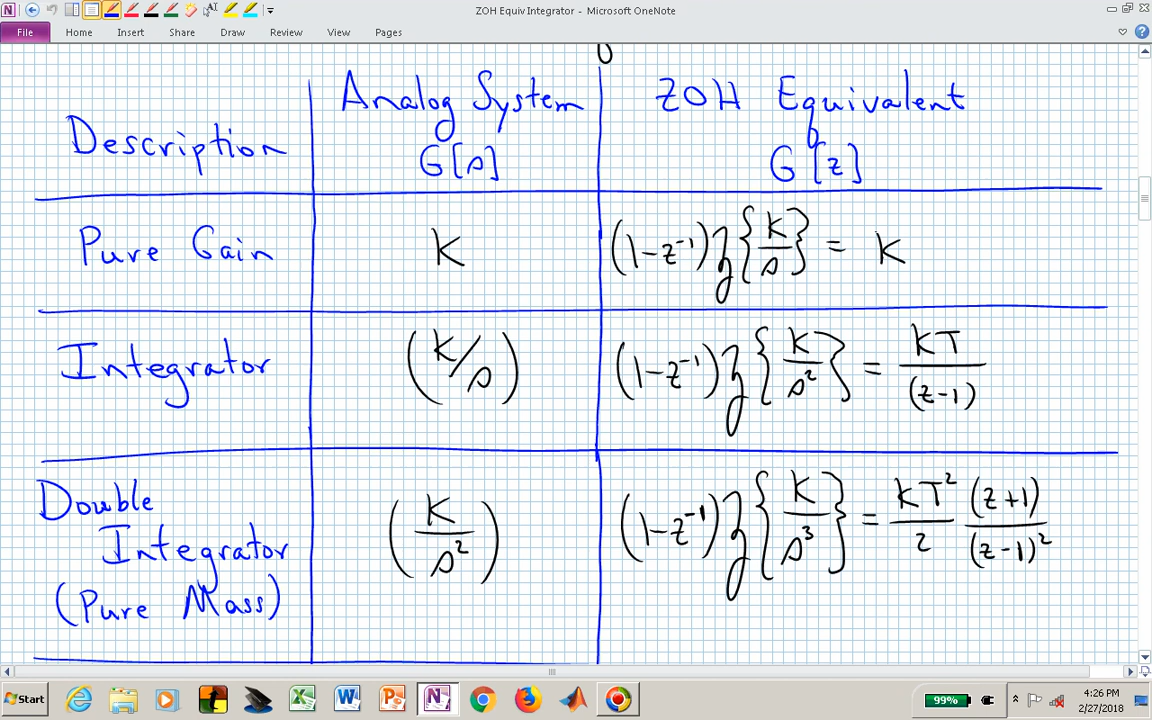 ZOH Equiv Integrator - Microsoft OneNote
File Home Insert Share Draw Review View Pages
Description
Analog System
G[s]
ZOH Equivalent
G[z]
Pure Gain
K
(1-z⁻¹)𝔷{K/s} = K
Integrator
(K/s)
(1-z⁻¹)𝔷{K/s²} = KT/(z-1)
Double
Integrator
(Pure Mass)
(K/s²)
(1-z⁻¹)𝔷{K/s³} = KT²/2 (z+1)/(z-1)²
Start
99%
4:26 PM
2/27/2018